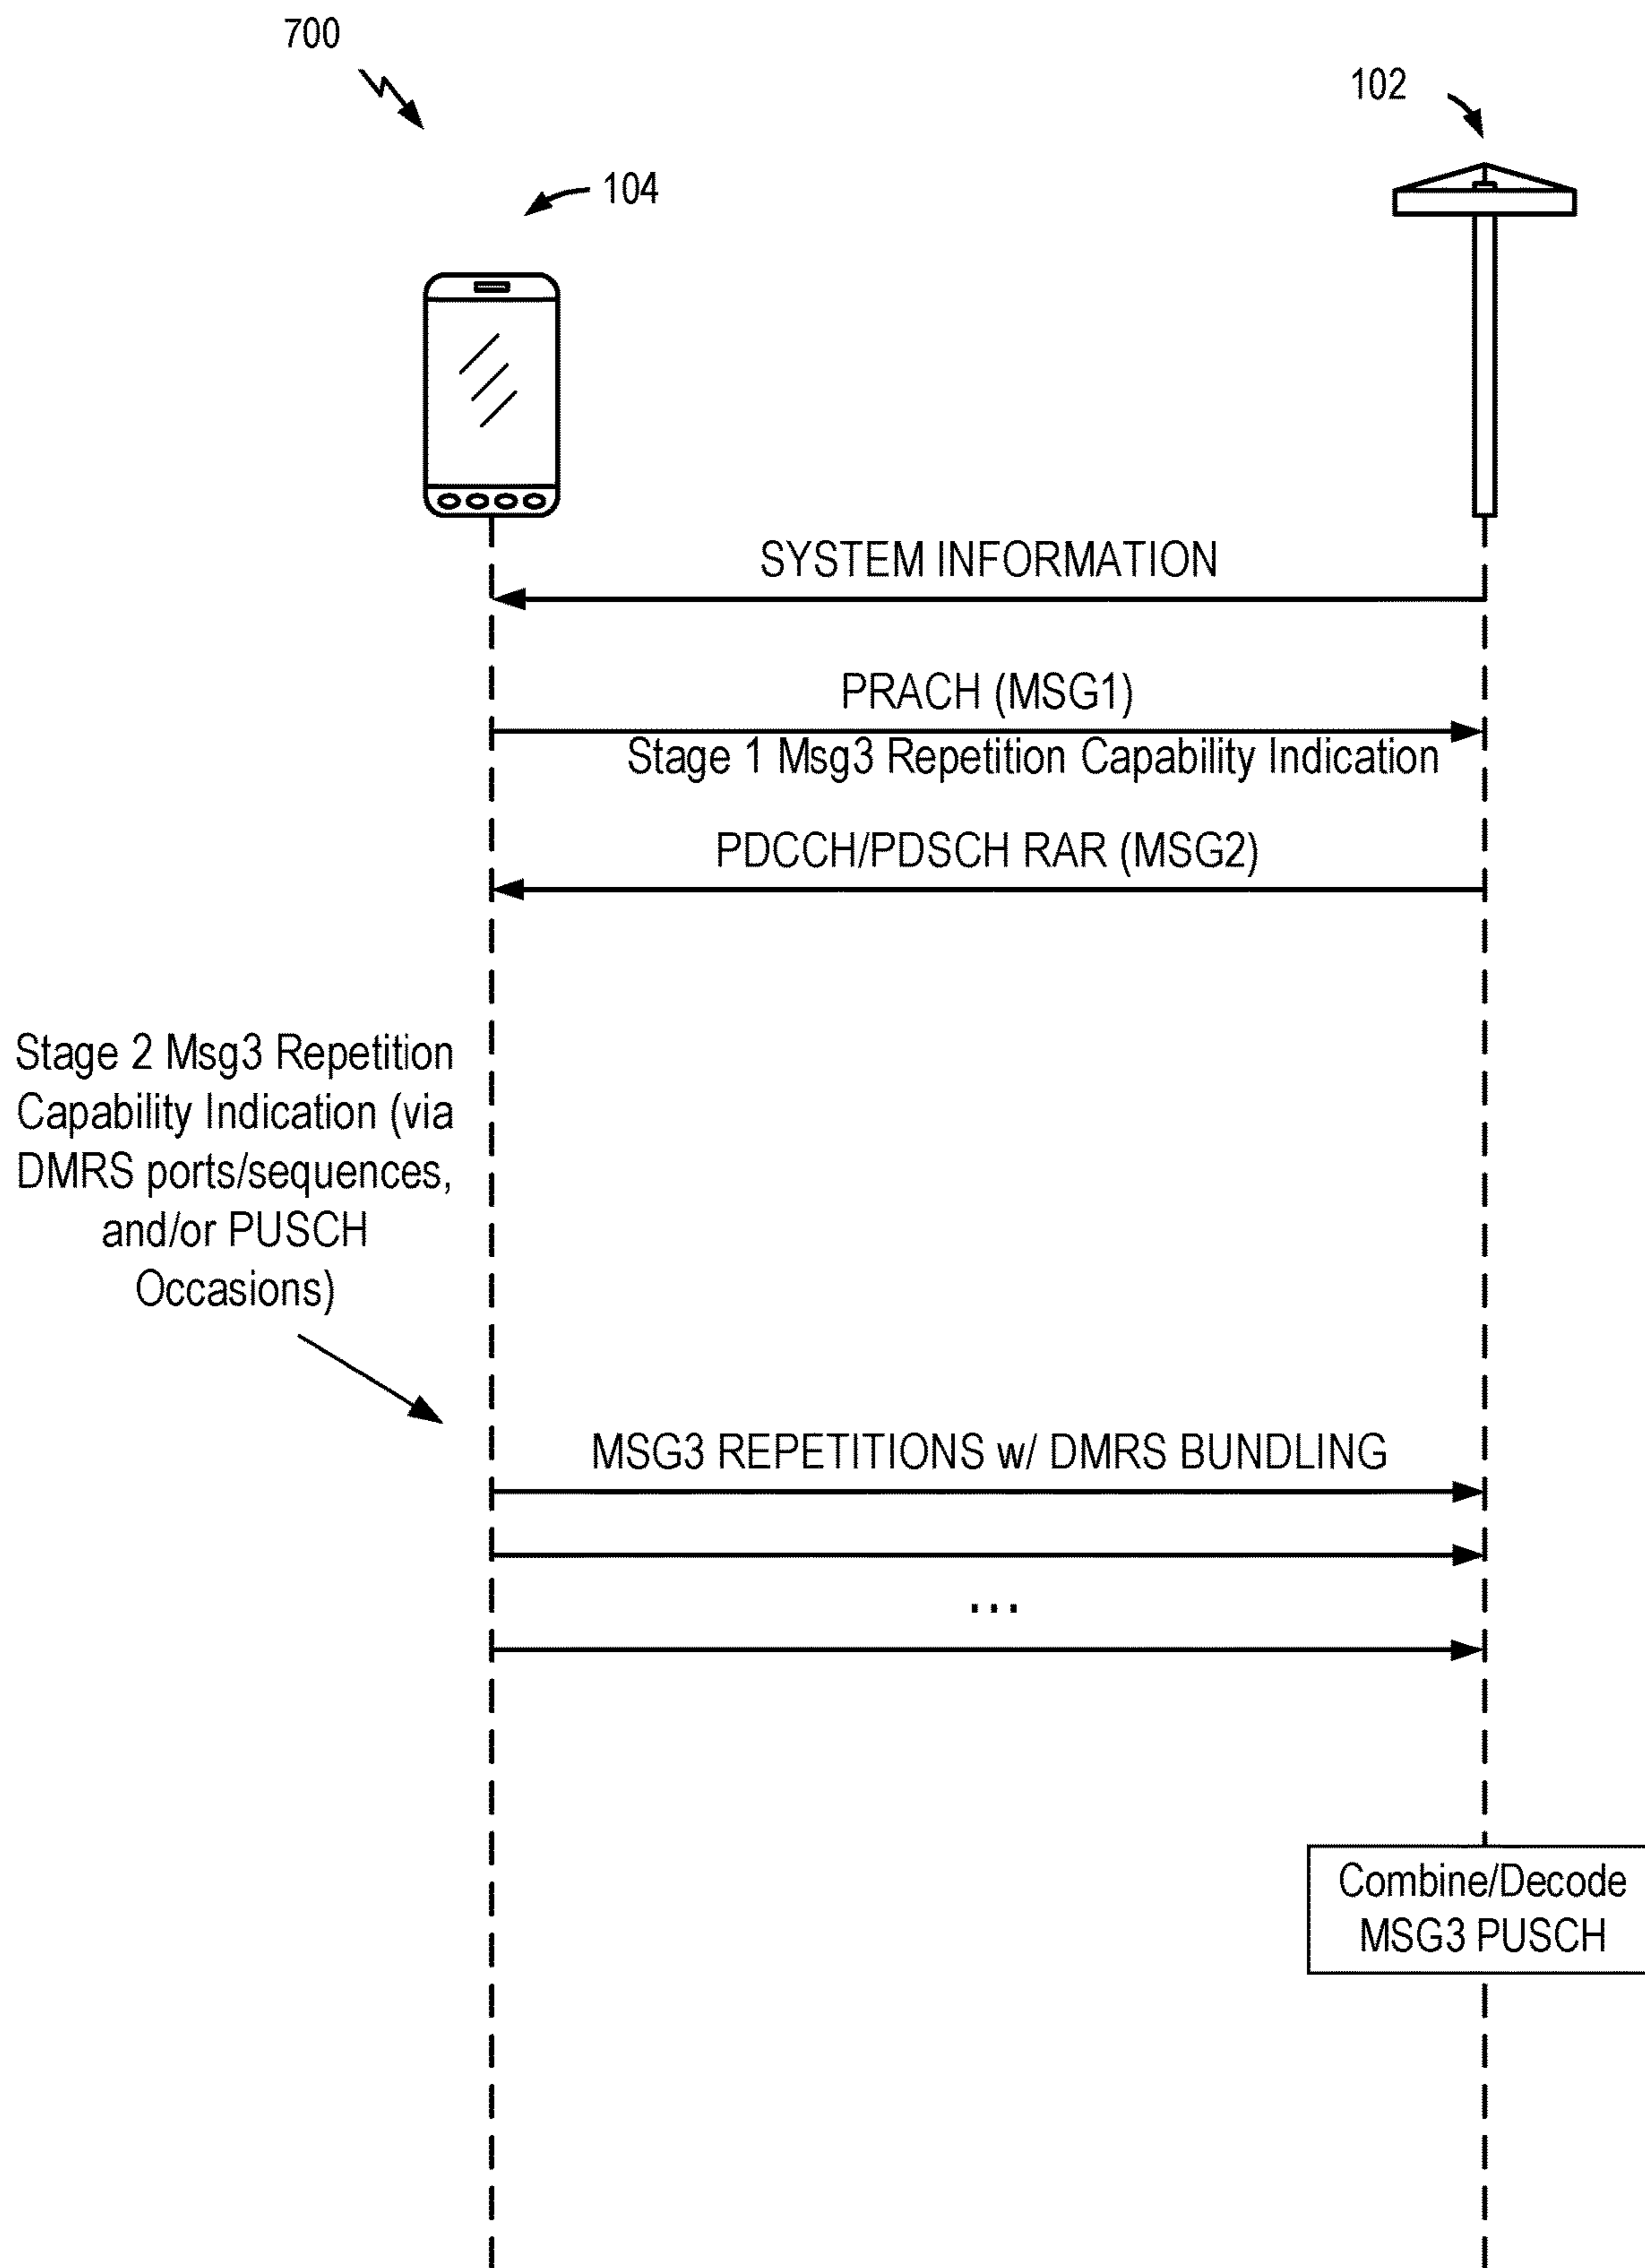 700
102
104
SYSTEM INFORMATION
PRACH (MSG1)
Stage 1 Msg3 Repetition Capability Indication
PDCCH/PDSCH RAR (MSG2)
Stage 2 Msg3 Repetition
Capability Indication (via
DMRS ports/sequences,
and/or PUSCH
Occasions)
MSG3 REPETITIONS w/ DMRS BUNDLING
...
Combine/Decode
MSG3 PUSCH